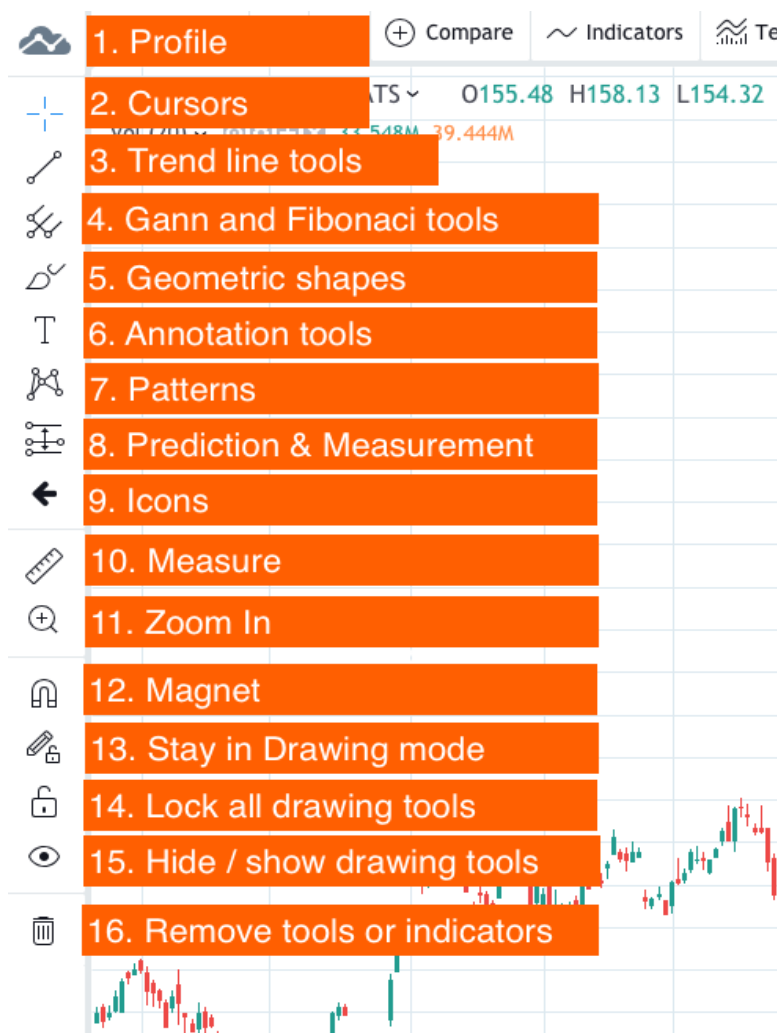 1. Profile
Compare
Indicators
2. Cursors
O155.48 H158.13 L154.32
39.444M
3. Trend line tools
4. Gann and Fibonaci tools
5. Geometric shapes
T
6. Annotation tools
7. Patterns
8. Prediction & Measurement
9. Icons
10. Measure
11. Zoom In
12. Magnet
13. Stay in Drawing mode
14. Lock all drawing tools
15. Hide / show drawing tools
16. Remove tools or indicators